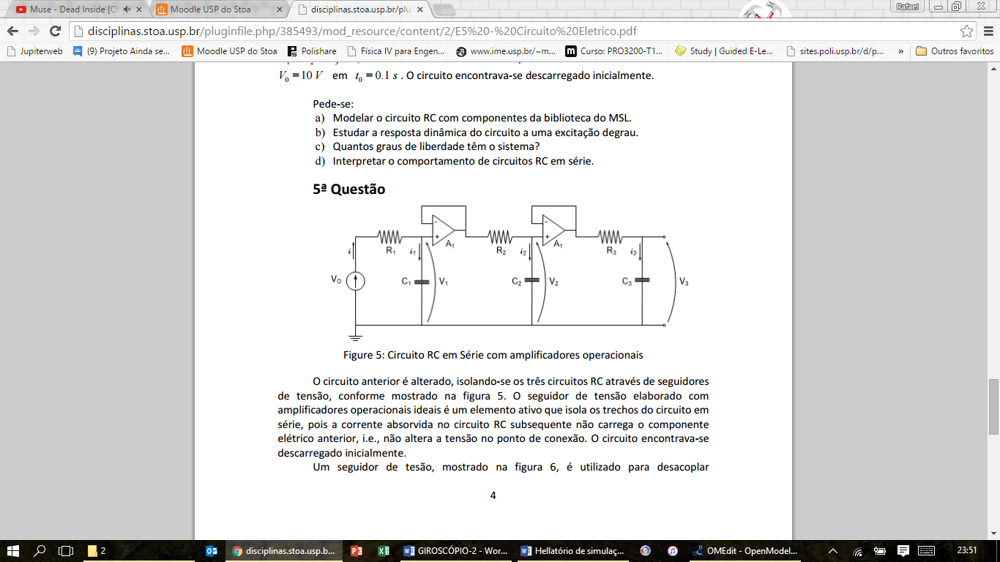 Muse - Dead Inside [O
Moodle USP do Stoa
disciplinas.stoa.usp.br/plu
Rafael
disciplinas.stoa.usp.br/pluginfile.php/385493/mod_resource/content/2/E5%20-%20Circuito%20Eletrico.pdf
Jupiterweb
(9) Projeto Ainda se...
Moodle USP do Stoa
Polishare
Física IV para Engen...
www.ime.usp.br/~m...
Curso: PRO3200-T1...
Study | Guided E-Le...
sites.poli.usp.br/d/p...
»
Outros favoritos
V0 = 10 V em t0 = 0.1 s . O circuito encontrava-se descarregado inicialmente.
Pede-se:
a) Modelar o circuito RC com componentes da biblioteca do MSL.
b) Estudar a resposta dinâmica do circuito a uma excitação degrau.
c) Quantos graus de liberdade têm o sistema?
d) Interpretar o comportamento de circuitos RC em série.
5ª Questão
- -
+ A1 + A1
R1 i1 R2 i2 R3 i3
i
V0 C1 V1 C2 V2 C3 V3
Figure 5: Circuito RC em Série com amplificadores operacionais
O circuito anterior é alterado, isolando-se os três circuitos RC através de seguidores
de tensão, conforme mostrado na figura 5. O seguidor de tensão elaborado com
amplificadores operacionais ideais é um elemento ativo que isola os trechos do circuito em
série, pois a corrente absorvida no circuito RC subsequente não carrega o componente
elétrico anterior, i.e., não altera a tensão no ponto de conexão. O circuito encontrava-se
descarregado inicialmente.
Um seguidor de tesão, mostrado na figura 6, é utilizado para desacoplar
4
2
disciplinas.stoa.usp.b...
GIROSCÓPIO-2 - Wor...
Hellatório de simulaç...
OMEdit - OpenModel...
23:51